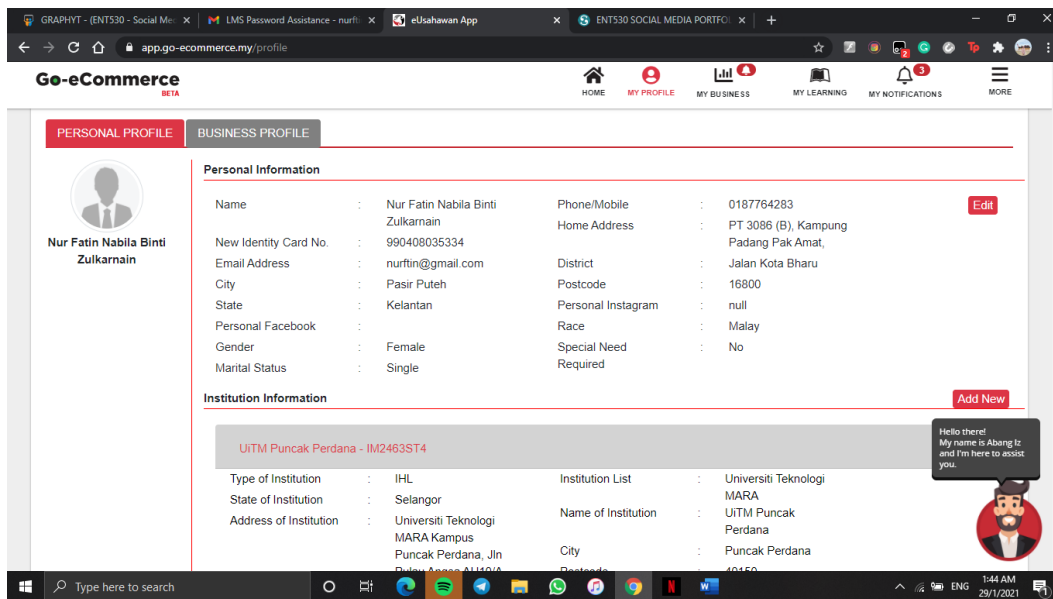 GRAPHYT - (ENT530 - Social Med
LMS Password Assistance - nurfti
eUsahawan App
ENT530 SOCIAL MEDIA PORTFOL
app.go-ecommerce.my/profile
Go-eCommerce
BETA
HOME
MY PROFILE
MY BUSINESS
MY LEARNING
3
MY NOTIFICATIONS
MORE
PERSONAL PROFILE
BUSINESS PROFILE
Nur Fatin Nabila Binti
Zulkarnain
Personal Information
Edit
Name : Nur Fatin Nabila Binti
Zulkarnain
New Identity Card No. : 990408035334
Email Address : nurftin@gmail.com
City : Pasir Puteh
State : Kelantan
Personal Facebook :
Gender : Female
Marital Status : Single
Phone/Mobile : 0187764283
Home Address : PT 3086 (B), Kampung
Padang Pak Amat,
District : Jalan Kota Bharu
Postcode : 16800
Personal Instagram : null
Race : Malay
Special Need : No
Required
Institution Information
Add New
UiTM Puncak Perdana - IM2463ST4
Type of Institution : IHL
State of Institution : Selangor
Address of Institution : Universiti Teknologi
MARA Kampus
Puncak Perdana, Jln
Pulau Angsa AU10/A
Institution List : Universiti Teknologi
MARA
Name of Institution : UiTM Puncak
Perdana
City : Puncak Perdana
Postcode : 40150
Hello there!
My name is Abang Iz
and I'm here to assist
you.
Type here to search
ENG
1:44 AM
29/1/2021